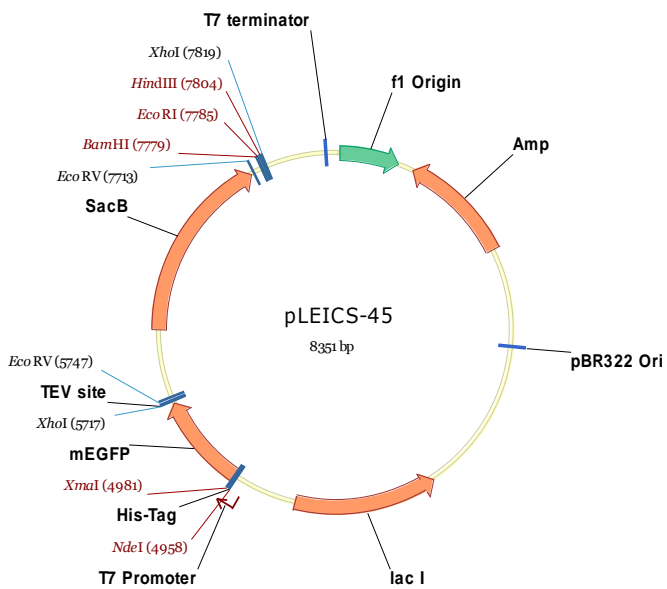 T7 terminator
XhoI (7819)
HindIII (7804)
f1 Origin
EcoRI (7785)
Amp
BamHI (7779)
EcoRV (7713)
SacB
pLEICS-45
8351 bp
EcoRV (5747)
pBR322 Ori
TEV site
XhoI (5717)
mEGFP
XmaI (4981)
His-Tag
NdeI (4958)
T7 Promoter
lac I